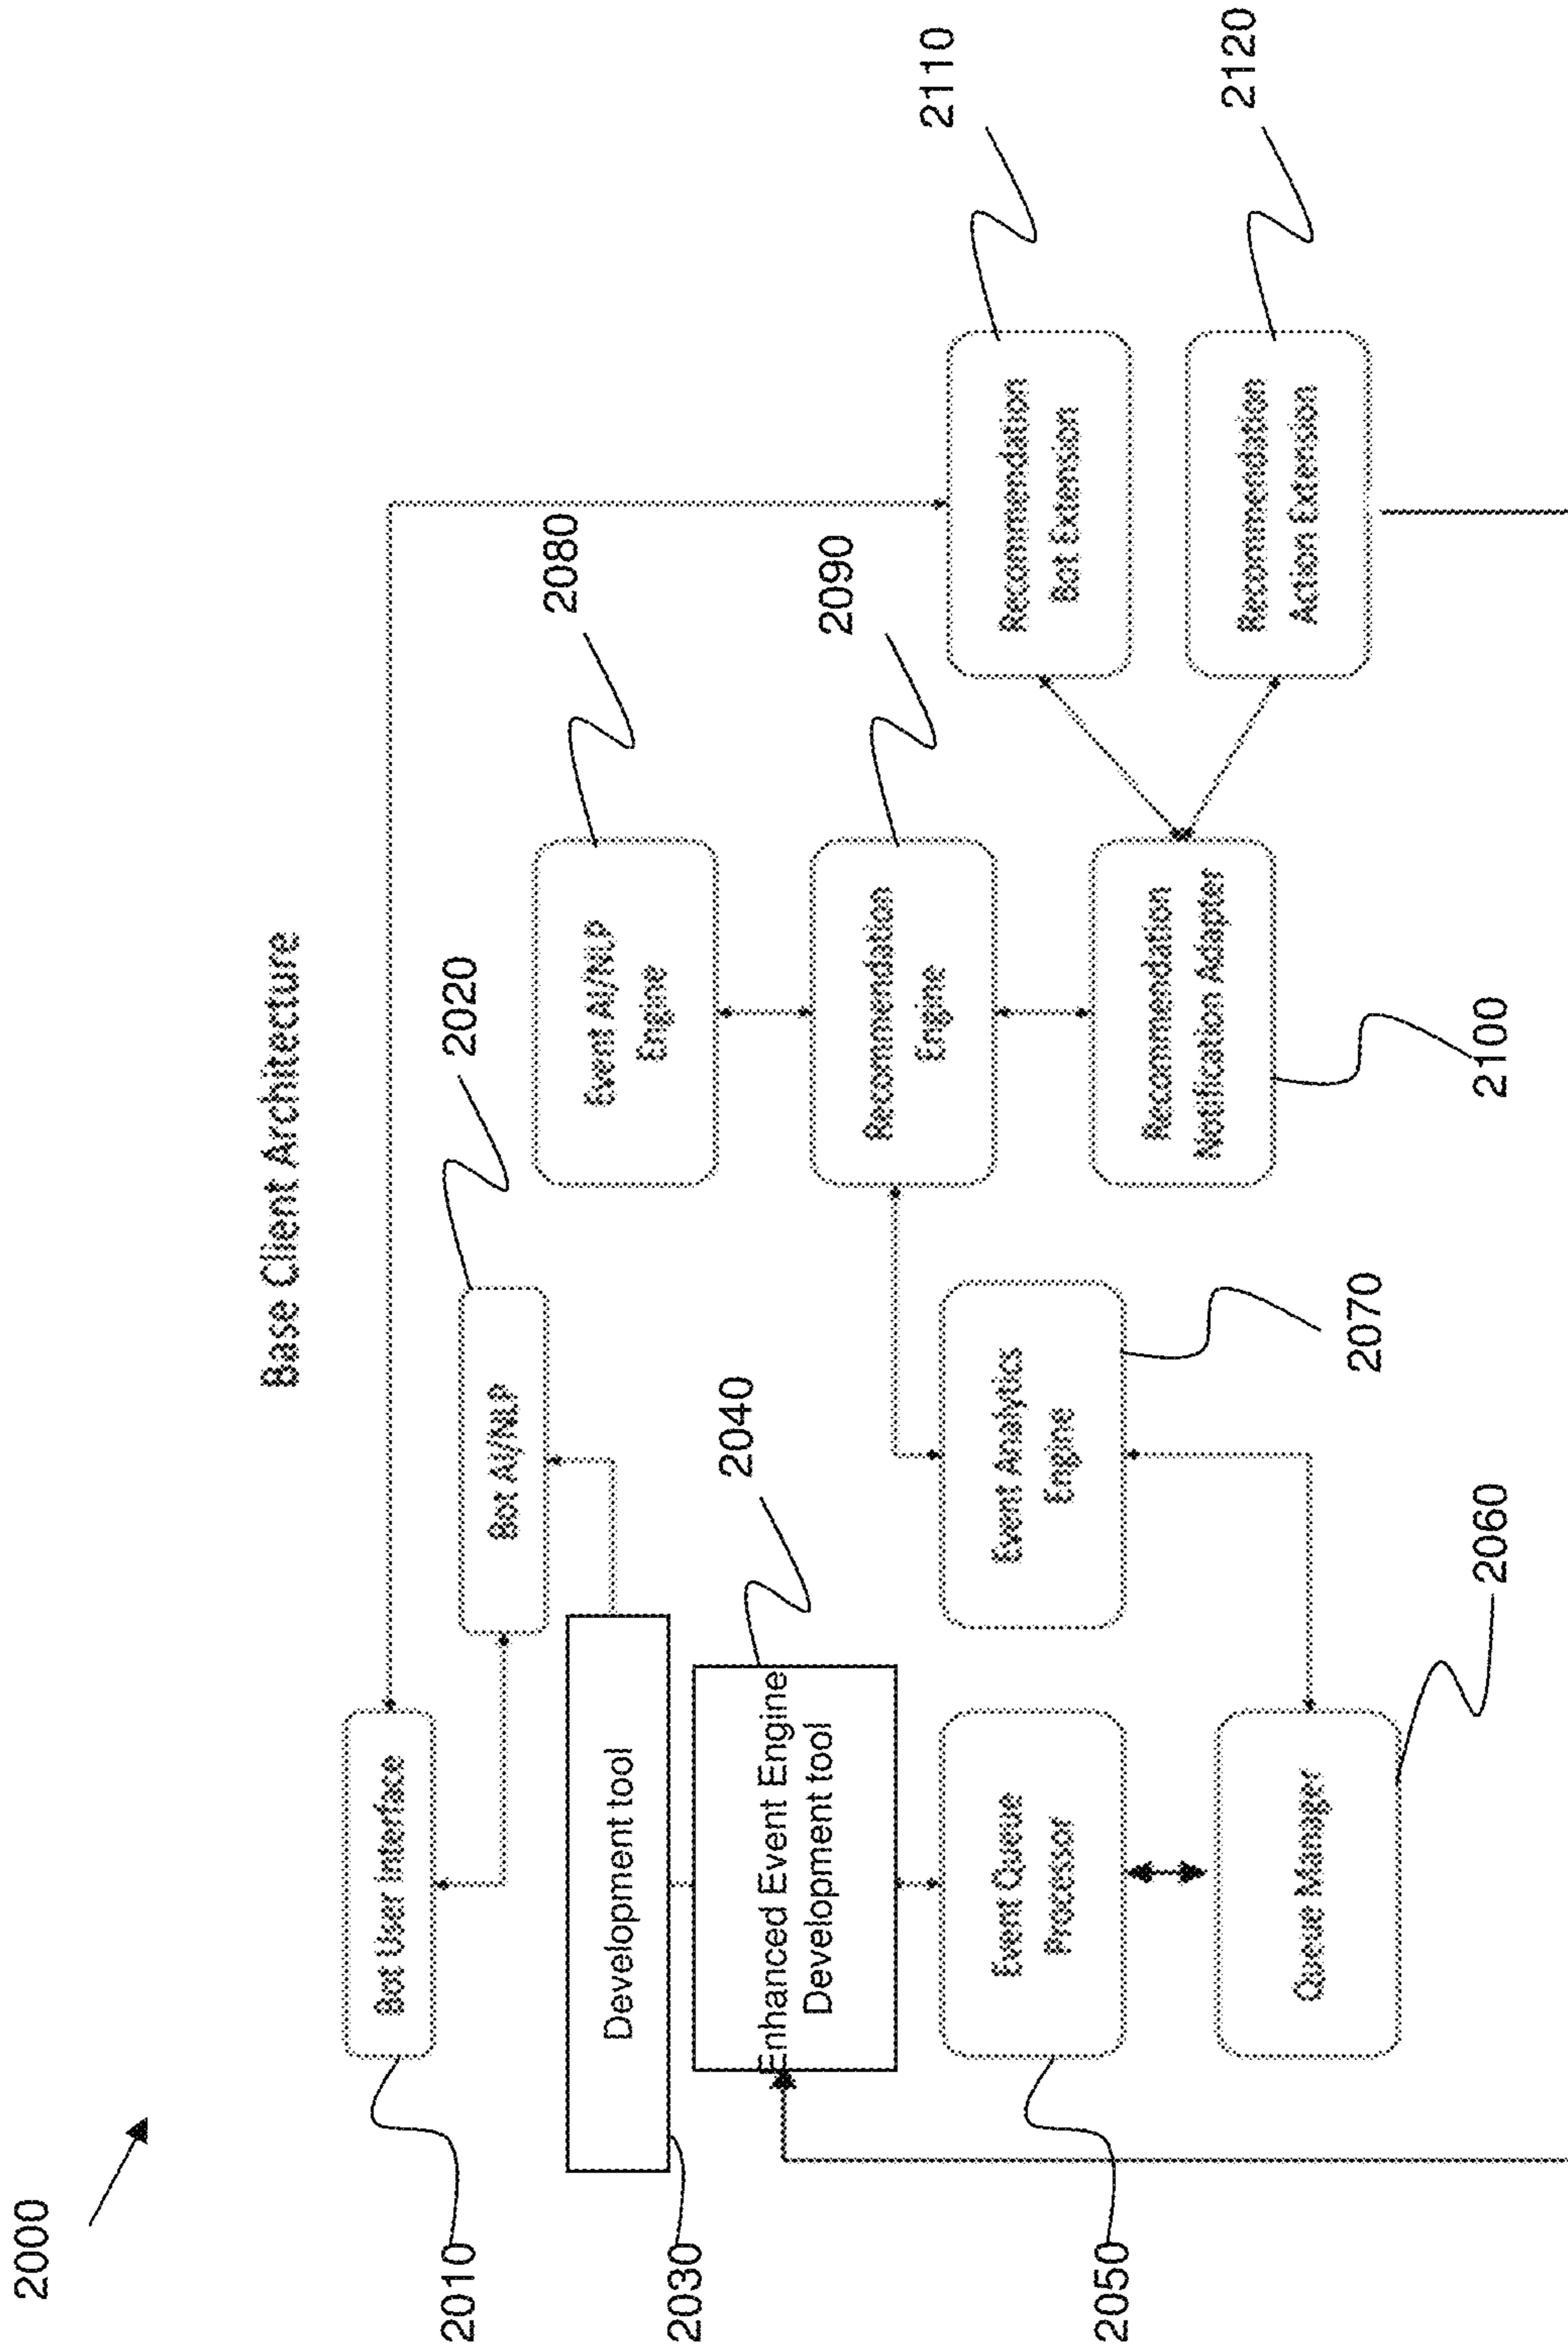 2000
Base Client Architecture
2010
Bot User Interface
2020
Bot AI/NLP
2030
Development tool
2040
Enhanced Event Engine
Development tool
2050
Event Queue
Processor
2060
Queue Manager
2070
Event Analytics
Engine
2080
Event AI/NLP
Engine
2090
Recommendation
Engine
2100
Recommendation
Notification Adapter
2110
Recommendation
Bot Extension
2120
Recommendation
Action Extension